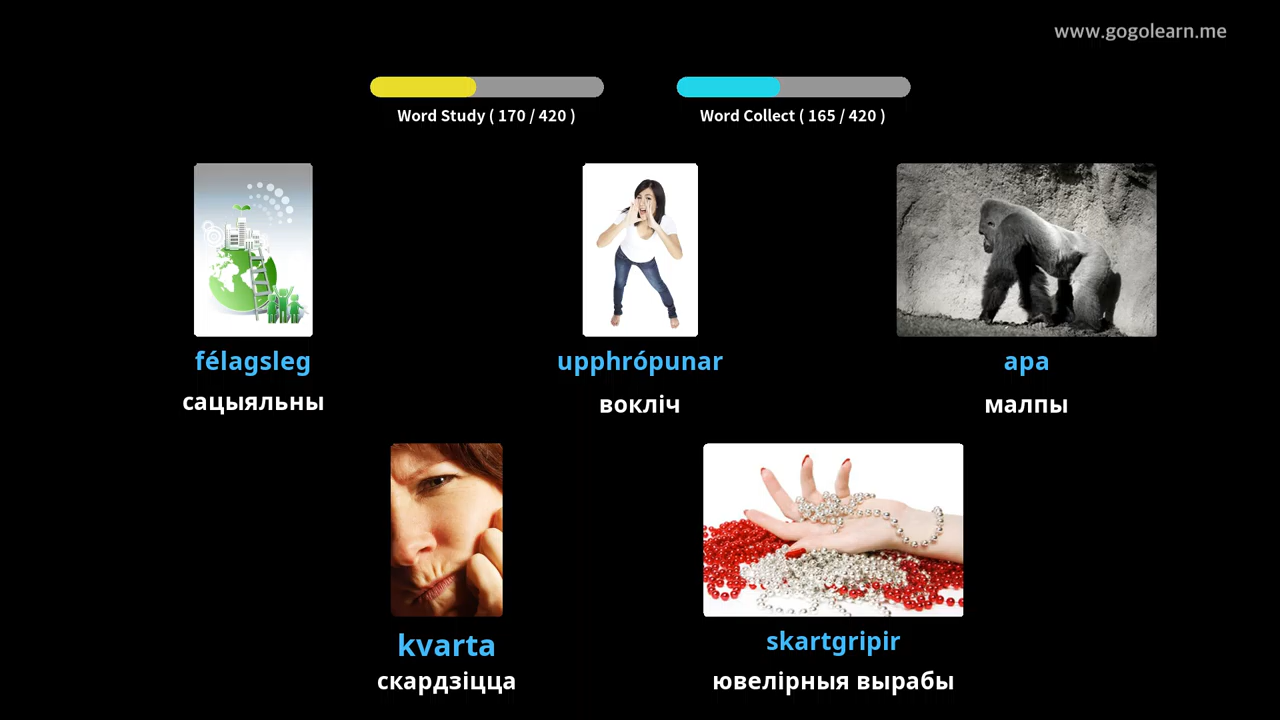 www.gogolearn.me
Word Study ( 170 / 420 )
Word Collect ( 165 / 420 )
félagsleg
upphrópunar
apa
сацыяльны
вокліч
малпы
kvarta
skartgripir
скардзіцца
ювелірныя вырабы